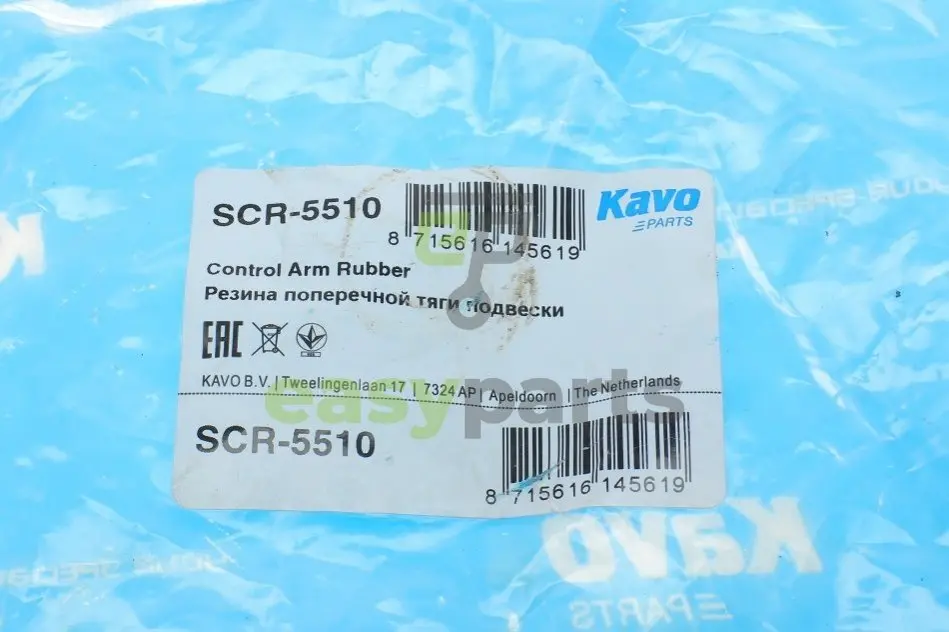 SCR-5510
8 715616 145619
Kavo
PARTS
Control Arm Rubber
Резина поперечной тяги подвески
EAC
KAVO B.V. | Tweelingenlaan 17 | 7324 AP | Apeldoorn | The Netherlands
easyparts
SCR-5510
8 715616 145619
Kavo
PARTS